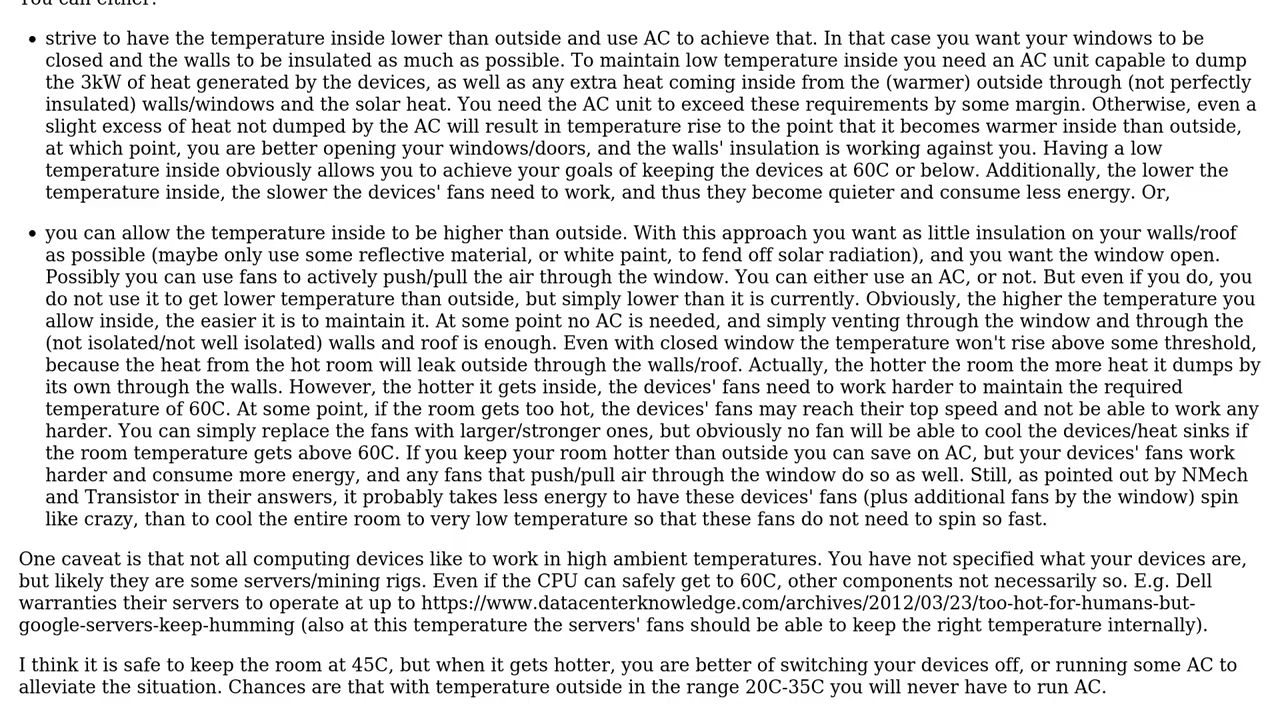 You can either:
strive to have the temperature inside lower than outside and use AC to achieve that. In that case you want your windows to be
closed and the walls to be insulated as much as possible. To maintain low temperature inside you need an AC unit capable to dump
the 3kW of heat generated by the devices, as well as any extra heat coming inside from the (warmer) outside through (not perfectly
insulated) walls/windows and the solar heat. You need the AC unit to exceed these requirements by some margin. Otherwise, even a
slight excess of heat not dumped by the AC will result in temperature rise to the point that it becomes warmer inside than outside,
at which point, you are better opening your windows/doors, and the walls' insulation is working against you. Having a low
temperature inside obviously allows you to achieve your goals of keeping the devices at 60C or below. Additionally, the lower the
temperature inside, the slower the devices' fans need to work, and thus they become quieter and consume less energy. Or,
you can allow the temperature inside to be higher than outside. With this approach you want as little insulation on your walls/roof
as possible (maybe only use some reflective material, or white paint, to fend off solar radiation), and you want the window open.
Possibly you can use fans to actively push/pull the air through the window. You can either use an AC, or not. But even if you do, you
do not use it to get lower temperature than outside, but simply lower than it is currently. Obviously, the higher the temperature you
allow inside, the easier it is to maintain it. At some point no AC is needed, and simply venting through the window and through the
(not isolated/not well isolated) walls and roof is enough. Even with closed window the temperature won't rise above some threshold,
because the heat from the hot room will leak outside through the walls/roof. Actually, the hotter the room the more heat it dumps by
its own through the walls. However, the hotter it gets inside, the devices' fans need to work harder to maintain the required
temperature of 60C. At some point, if the room gets too hot, the devices' fans may reach their top speed and not be able to work any
harder. You can simply replace the fans with larger/stronger ones, but obviously no fan will be able to cool the devices/heat sinks if
the room temperature gets above 60C. If you keep your room hotter than outside you can save on AC, but your devices' fans work
harder and consume more energy, and any fans that push/pull air through the window do so as well. Still, as pointed out by NMech
and Transistor in their answers, it probably takes less energy to have these devices' fans (plus additional fans by the window) spin
like crazy, than to cool the entire room to very low temperature so that these fans do not need to spin so fast.
One caveat is that not all computing devices like to work in high ambient temperatures. You have not specified what your devices are,
but likely they are some servers/mining rigs. Even if the CPU can safely get to 60C, other components not necessarily so. E.g. Dell
warranties their servers to operate at up to https://www.datacenterknowledge.com/archives/2012/03/23/too-hot-for-humans-but-
google-servers-keep-humming (also at this temperature the servers' fans should be able to keep the right temperature internally).
I think it is safe to keep the room at 45C, but when it gets hotter, you are better of switching your devices off, or running some AC to
alleviate the situation. Chances are that with temperature outside in the range 20C-35C you will never have to run AC.